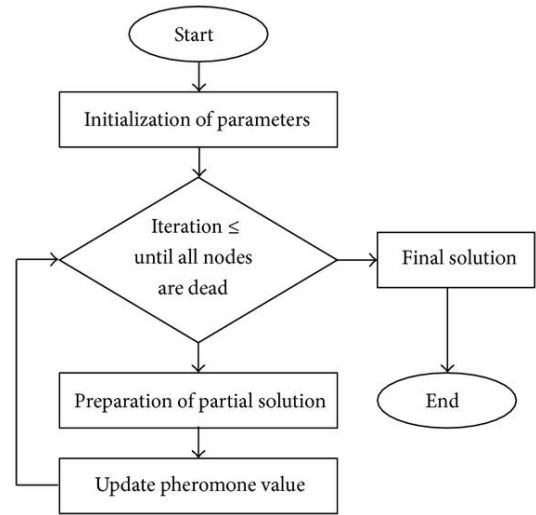 Start
Initialization of parameters
Iteration ≤
until all nodes
are dead
Final solution
Preparation of partial solution
End
Update pheromone value